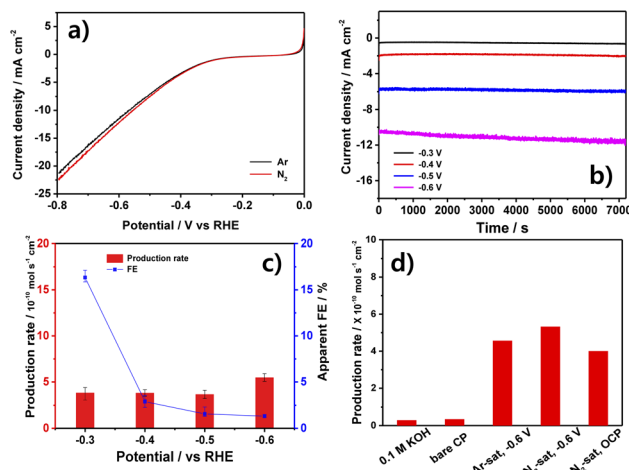 a)
Current density / mA cm⁻²
5
0
-5
-10
-15
-20
-25
-0.8
-0.6
-0.4
-0.2
0.0
Potential / V vs RHE
Ar
N₂
b)
Current density / mA cm⁻²
0
-4
-8
-12
-16
0
1000
2000
3000
4000
5000
6000
7000
Time / s
-0.3 V
-0.4 V
-0.5 V
-0.6 V
c)
Production rate / 10⁻¹⁰ mol s⁻¹ cm⁻²
20
15
10
5
0
Production rate
FE
20
15
10
5
0
Apparent FE / %
-0.3
-0.4
-0.5
-0.6
Potential / vs RHE
d)
Production rate / X 10⁻¹⁰ mol s⁻¹ cm⁻²
10
8
6
4
2
0
0.1 M KOH
bare CP
Ar-sat, -0.6 V
-sat, -0.6 V
-sat, OCP